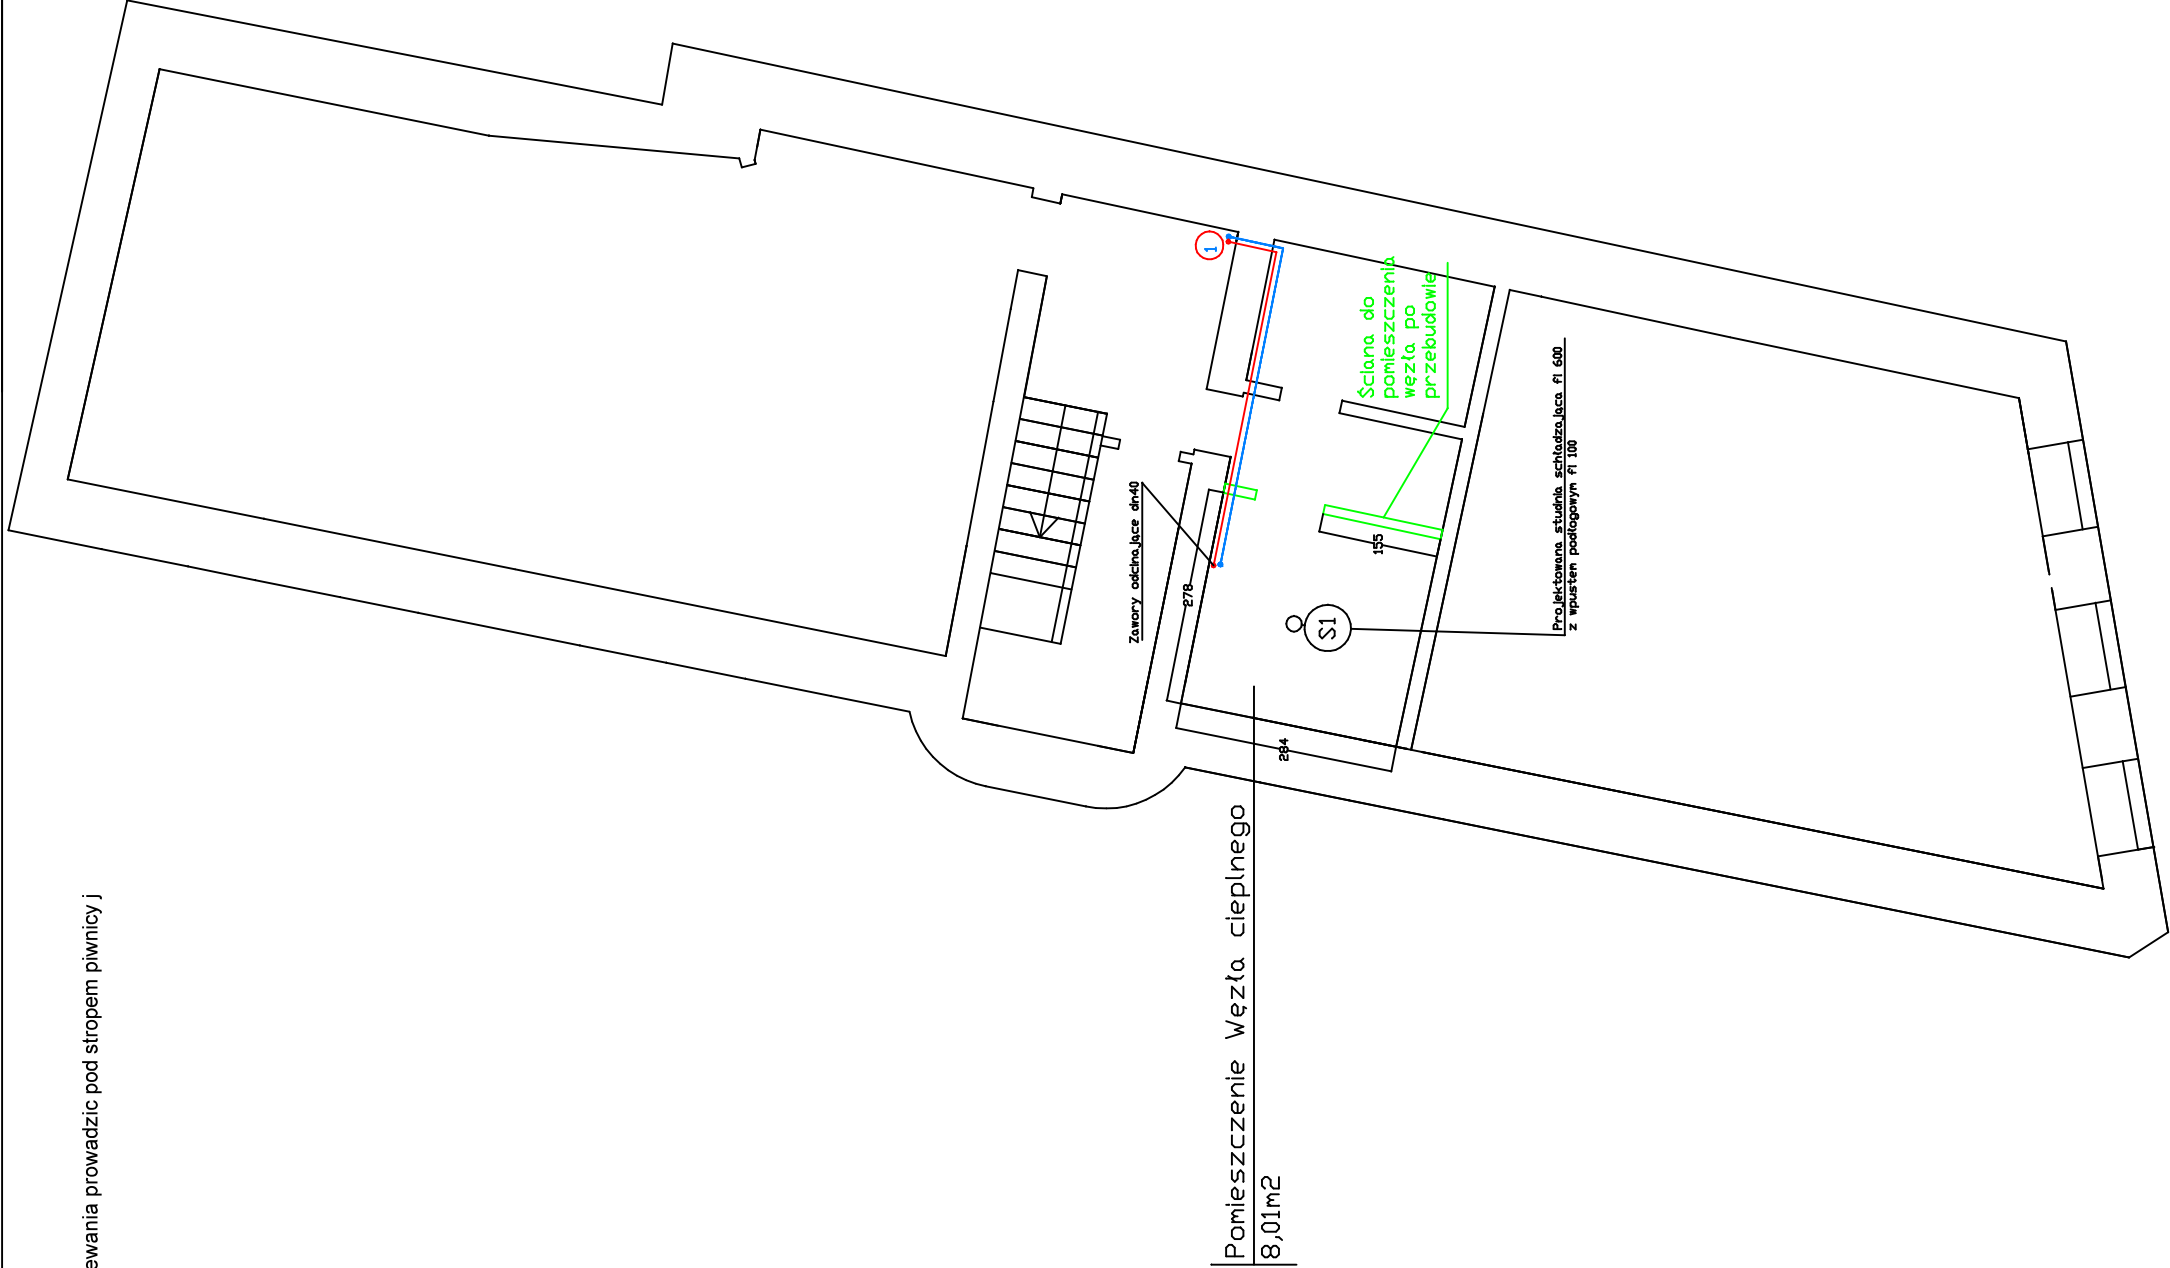 ewania prowadzic pod stropem piwnicy j
Zawory odcinające dn40
278
1
Pomieszczenie Węzła cieplnego
8,01m2
284
S1
155
Ściana do
pomieszczenia
węzła po
przebudowie
Projektowana studnia schładzająca fi 600
z wpustem podłogowym fi 100